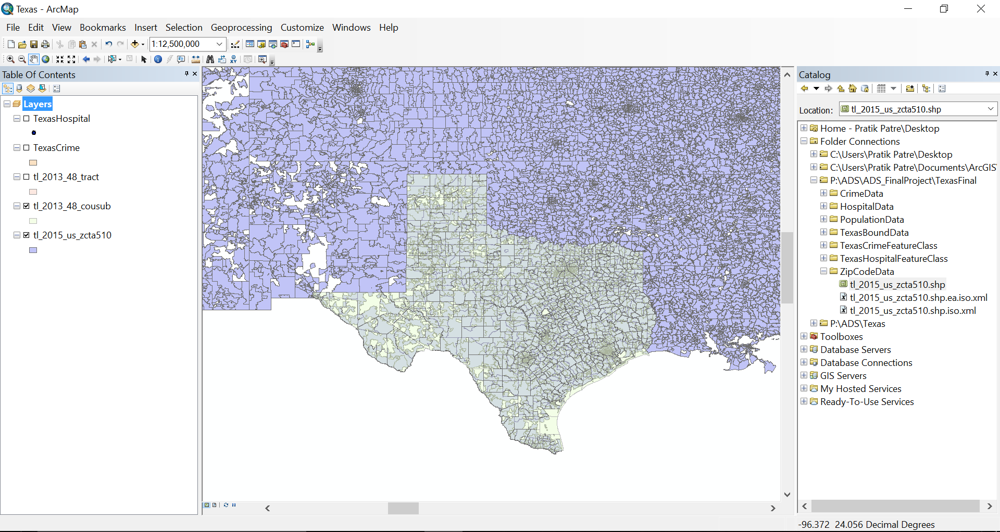 Texas - ArcMap
File Edit View Bookmarks Insert Selection Geoprocessing Customize Windows Help
1:12,500,000
Table Of Contents
Layers
TexasHospital
TexasCrime
tl_2013_48_tract
tl_2013_48_cousub
tl_2015_us_zcta510
Catalog
Location: tl_2015_us_zcta510.shp
Home - Pratik Patre\Desktop
Folder Connections
C:\Users\Pratik Patre\Desktop
C:\Users\Pratik Patre\Documents\ArcGIS
P:\ADS\ADS_FinalProject\TexasFinal
CrimeData
HospitalData
PopulationData
TexasBoundData
TexasCrimeFeatureClass
TexasHospitalFeatureClass
ZipCodeData
tl_2015_us_zcta510.shp
tl_2015_us_zcta510.shp.ea.iso.xml
tl_2015_us_zcta510.shp.iso.xml
P:\ADS\Texas
Toolboxes
Database Servers
Database Connections
GIS Servers
My Hosted Services
Ready-To-Use Services
-96.372 24.056 Decimal Degrees